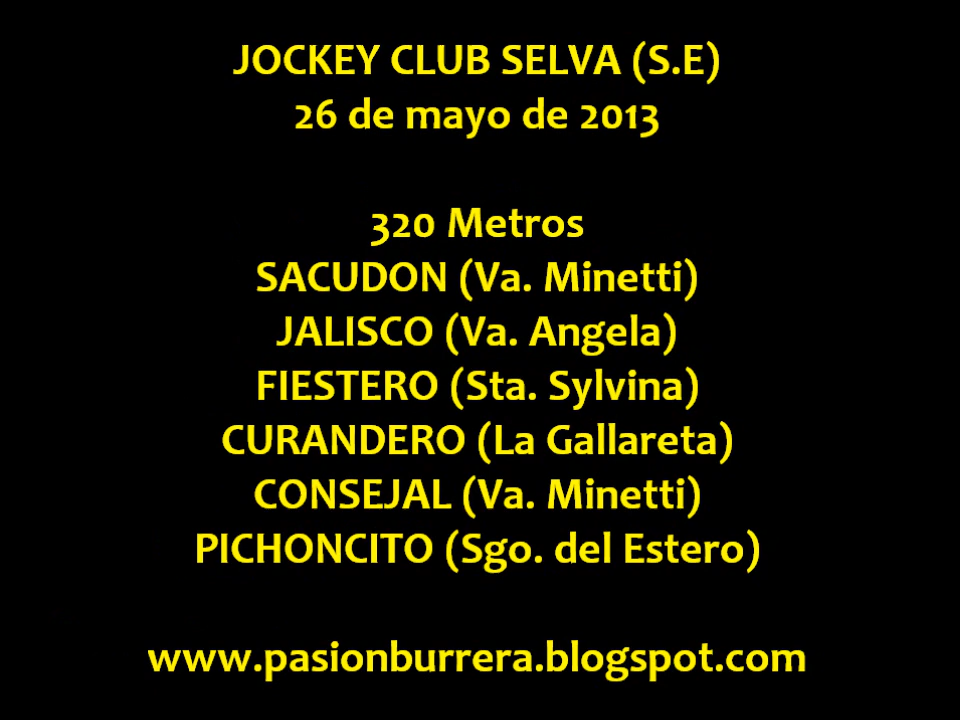 JOCKEY CLUB SELVA (S.E)
26 de mayo de 2013
320 Metros
SACUDON (Va. Minetti)
JALISCO (Va. Angela)
FIESTERO (Sta. Sylvina)
CURANDERO (La Gallareta)
CONSEJAL (Va. Minetti)
PICHONCITO (Sgo. del Estero)
www.pasionburrera.blogspot.com